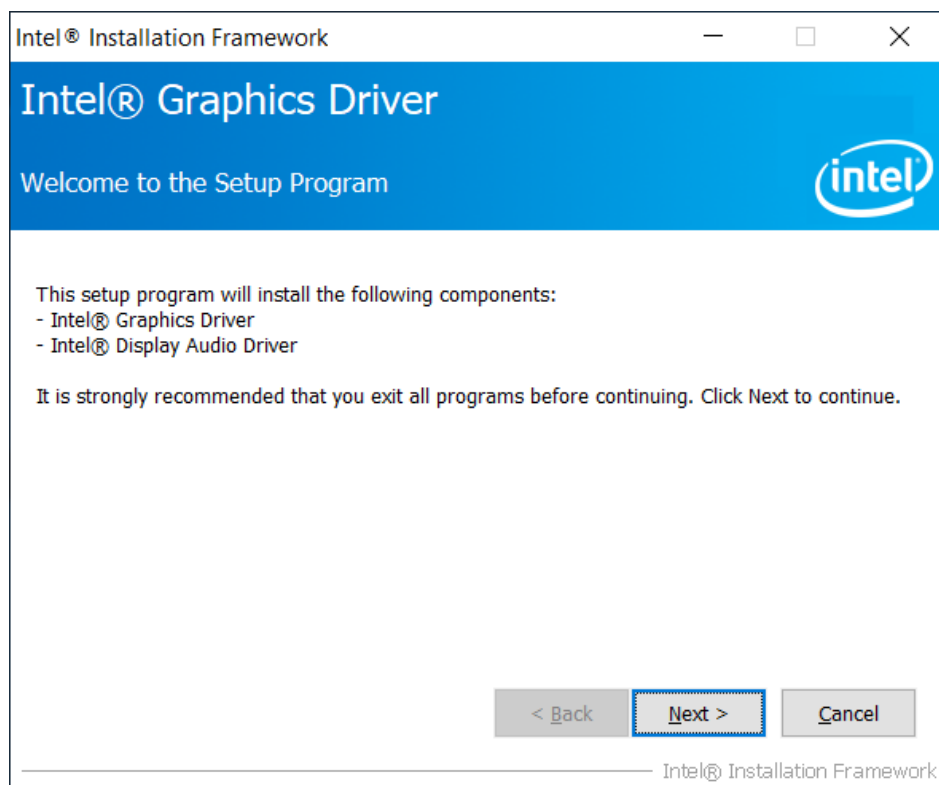 Intel® Installation Framework
Intel® Graphics Driver
Welcome to the Setup Program
intel
This setup program will install the following components:
- Intel® Graphics Driver
- Intel® Display Audio Driver
It is strongly recommended that you exit all programs before continuing. Click Next to continue.
< Back
Next >
Cancel
Intel® Installation Framework